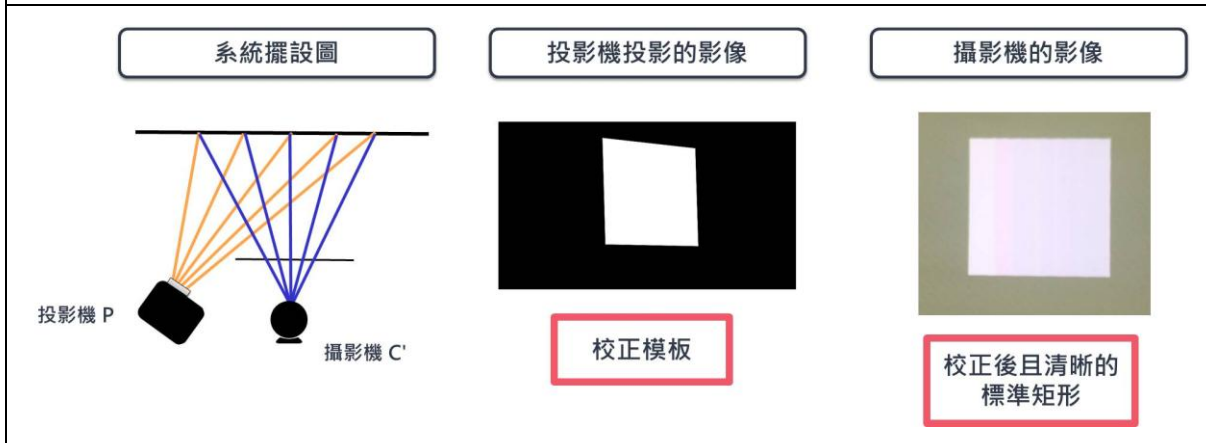 系統擺設圖
投影機投影的影像
攝影機的影像
投影機 P
攝影機 C'
校正模板
校正後且清晰的
標準矩形